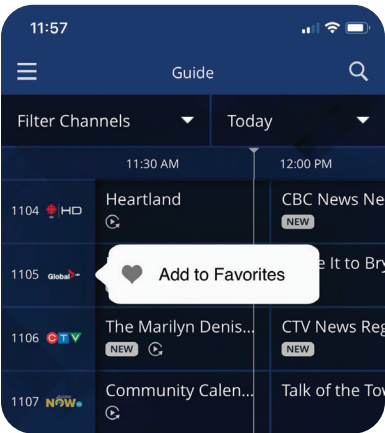 11:57
Guide
Filter Channels
Today
11:30 AM
12:00 PM
1104 HD
Heartland
CBC News Ne
NEW
1105 Global
Add to Favorites
e It to Bry
1106 CTV
The Marilyn Denis...
NEW
CTV News Reg
NEW
1107 NOW
Community Calen...
Talk of the Tow